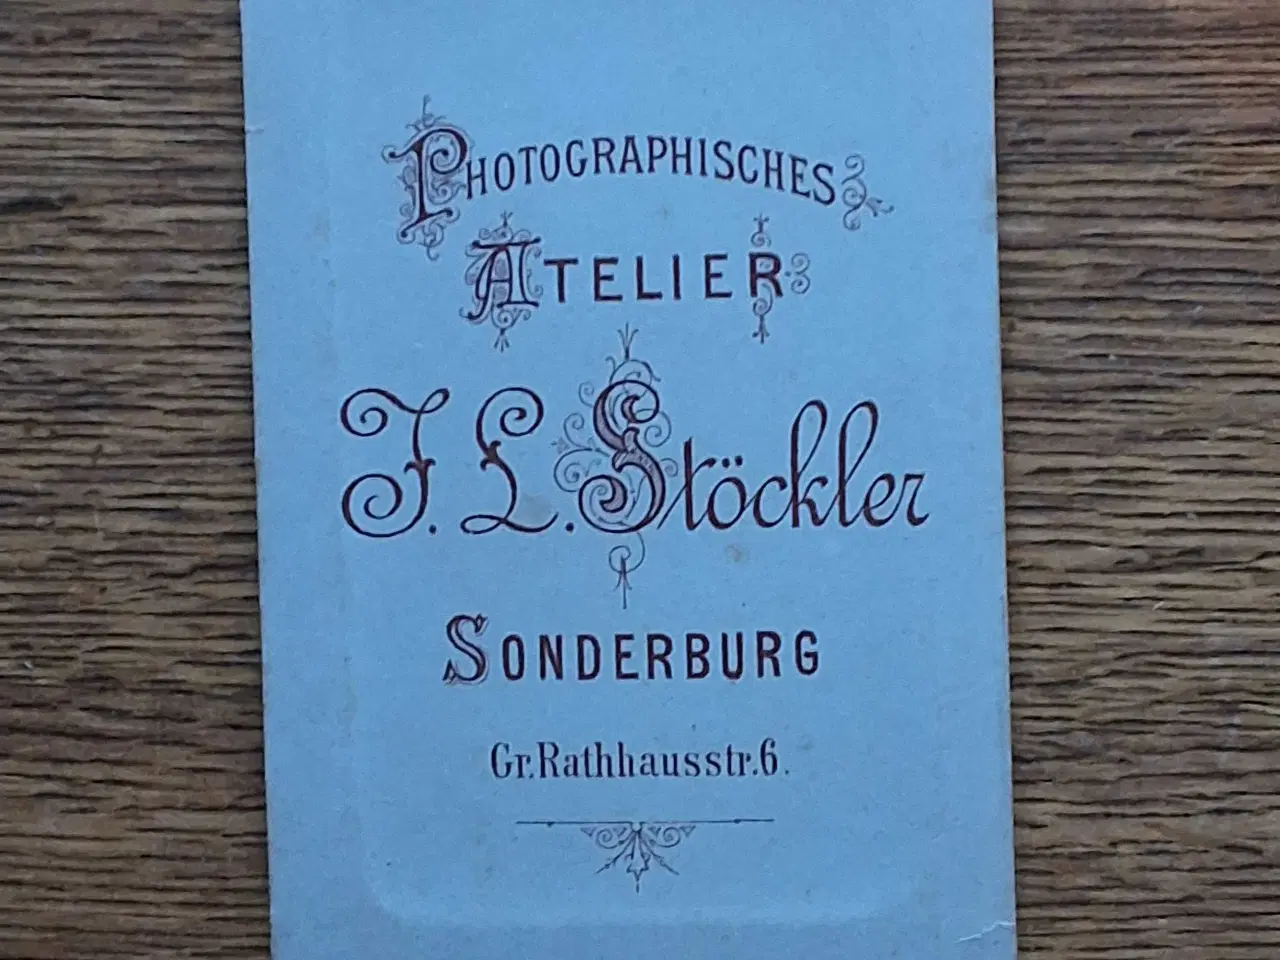 PHOTOGRAPHISCHES
ATELIER
J. L. Stöckler
SONDERBURG
Gr. Rathhausstr. 6.